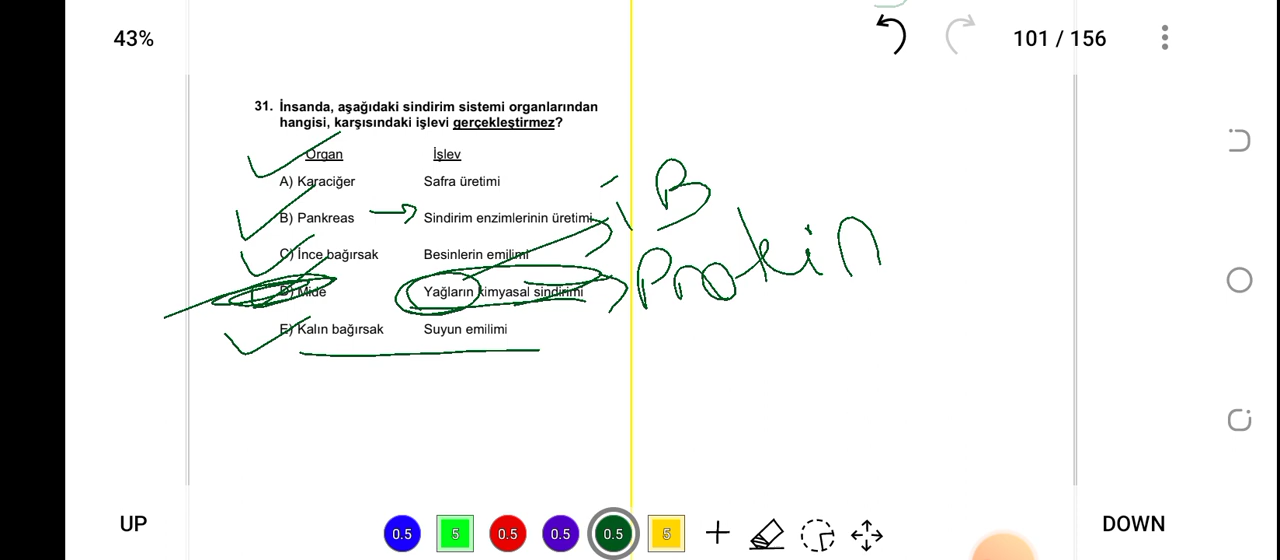 43%
101 / 156
31. İnsanda, aşağıdaki sindirim sistemi organlarından
hangisi, karşısındaki işlevi gerçekleştirmez?
Organ İşlev
A) Karaciğer Safra üretimi
B) Pankreas Sindirim enzimlerinin üretimi
C) İnce bağırsak Besinlerin emilimi
D) Mide Yağların kimyasal sindirimi
E) Kalın bağırsak Suyun emilimi
İB
Protein
UP
0.5 5 0.5 0.5 0.5 5
DOWN